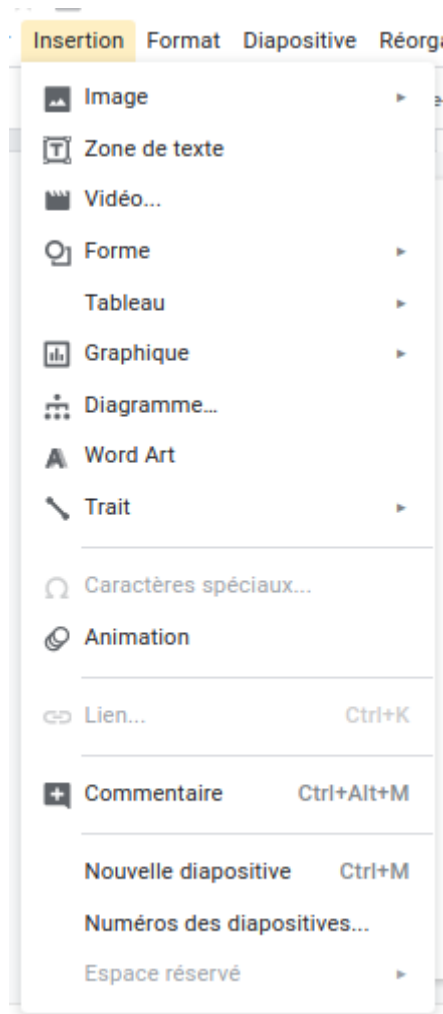 Insertion Format Diapositive Réorga
Image
Zone de texte
Vidéo...
Forme
Tableau
Graphique
Diagramme...
Word Art
Trait
Caractères spéciaux...
Animation
Lien... Ctrl+K
Commentaire Ctrl+Alt+M
Nouvelle diapositive Ctrl+M
Numéros des diapositives...
Espace réservé